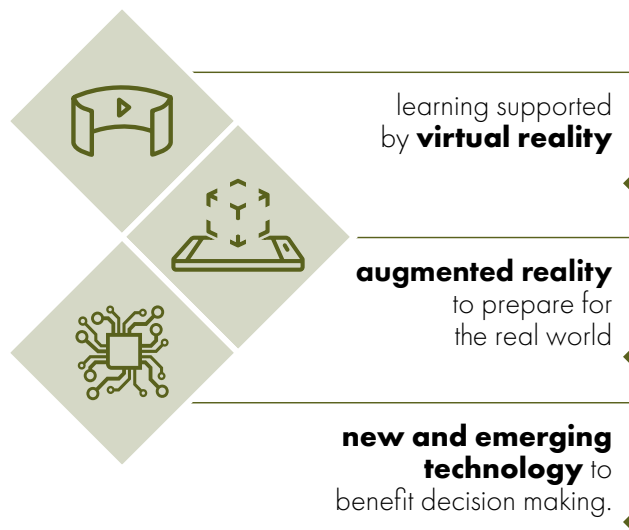 learning supported
by virtual reality
augmented reality
to prepare for
the real world
new and emerging
technology to
benefit decision making.